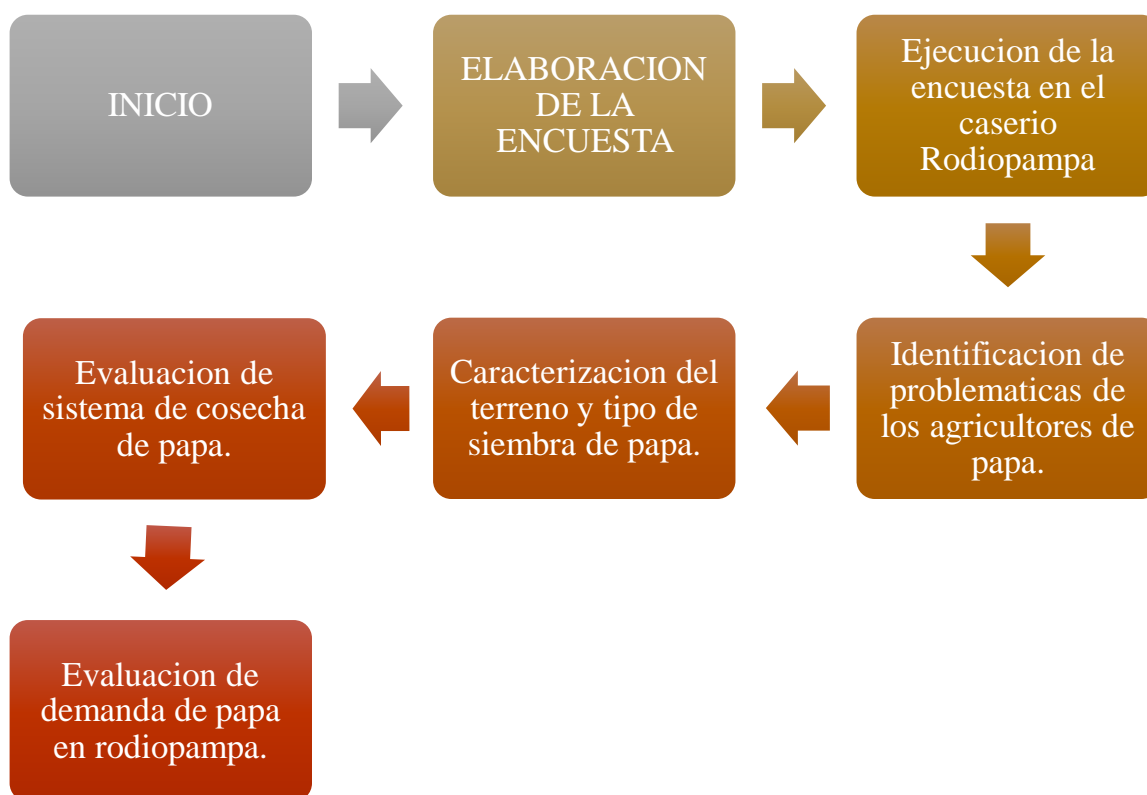 INICIO
ELABORACION
DE LA
ENCUESTA
Ejecucion de la
encuesta en el
caserio
Rodiopampa
Identificacion de
problematicas de
los agricultores de
papa.
Caracterizacion del
terreno y tipo de
siembra de papa.
Evaluacion de
sistema de cosecha
de papa.
Evaluacion de
demanda de papa
en rodiopampa.